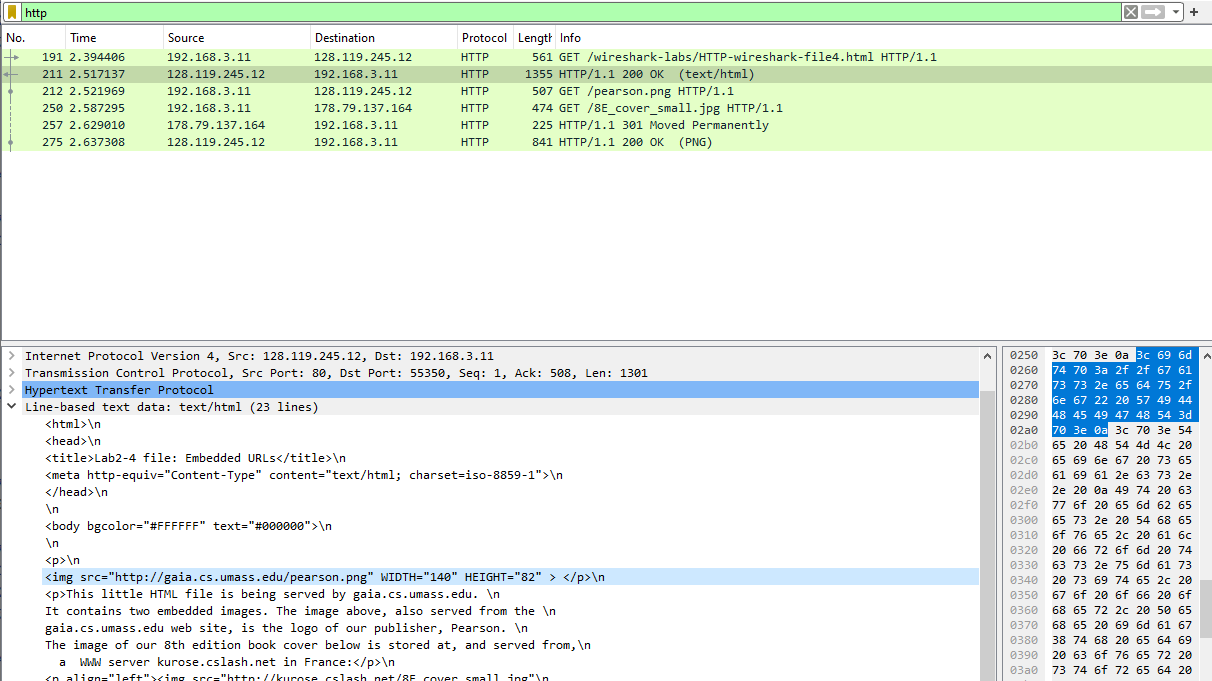 http
No. Time Source Destination Protocol Length Info
191 2.394406 192.168.3.11 128.119.245.12 HTTP 561 GET /wireshark-labs/HTTP-wireshark-file4.html HTTP/1.1
211 2.517137 128.119.245.12 192.168.3.11 HTTP 1355 HTTP/1.1 200 OK  (text/html)
212 2.521969 192.168.3.11 128.119.245.12 HTTP 507 GET /pearson.png HTTP/1.1
250 2.587295 192.168.3.11 178.79.137.164 HTTP 474 GET /8E_cover_small.jpg HTTP/1.1
257 2.629010 178.79.137.164 192.168.3.11 HTTP 225 HTTP/1.1 301 Moved Permanently
275 2.637308 128.119.245.12 192.168.3.11 HTTP 841 HTTP/1.1 200 OK  (PNG)
Internet Protocol Version 4, Src: 128.119.245.12, Dst: 192.168.3.11
Transmission Control Protocol, Src Port: 80, Dst Port: 55350, Seq: 1, Ack: 508, Len: 1301
Hypertext Transfer Protocol
Line-based text data: text/html (23 lines)
<html>\n
<head>\n
<title>Lab2-4 file: Embedded URLs</title>\n
<meta http-equiv="Content-Type" content="text/html; charset=iso-8859-1">\n
</head>\n
\n
<body bgcolor="#FFFFFF" text="#000000">\n
\n
<p>\n
<img src="http://gaia.cs.umass.edu/pearson.png" WIDTH="140" HEIGHT="82" > </p>\n
<p>This little HTML file is being served by gaia.cs.umass.edu. \n
It contains two embedded images. The image above, also served from the \n
gaia.cs.umass.edu web site, is the logo of our publisher, Pearson. \n
The image of our 8th edition book cover below is stored at, and served from,\n
a  WWW server kurose.cslash.net in France:</p>\n
<p align="left"><img src="http://kurose.cslash.net/8E_cover_small.jpg"\n
0250 3c 70 3e 0a 3c 69 6d
0260 74 70 3a 2f 2f 67 61
0270 73 73 2e 65 64 75 2f
0280 6e 67 22 20 57 49 44
0290 48 45 49 47 48 54 3d
02a0 70 3e 0a 3c 70 3e 54
02b0 65 20 48 54 4d 4c 20
02c0 65 69 6e 67 20 73 65
02d0 61 69 61 2e 63 73 2e
02e0 2e 20 0a 49 74 20 63
02f0 77 6f 20 65 6d 62 65
0300 65 73 2e 20 54 68 65
0310 6f 76 65 2c 20 61 6c
0320 20 66 72 6f 6d 20 74
0330 63 73 2e 75 6d 61 73
0340 20 73 69 74 65 2c 20
0350 67 6f 20 6f 66 20 6f
0360 68 65 72 2c 20 50 65
0370 68 65 20 69 6d 61 67
0380 38 74 68 20 65 64 69
0390 20 63 6f 76 65 72 20
03a0 73 74 6f 72 65 64 20